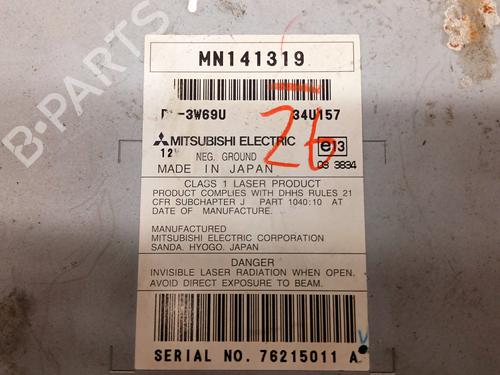 MN141319
-3W69U 34U157
26
MITSUBISHI ELECTRIC
12V NEG. GROUND
e13
03 3834
MADE IN JAPAN
CLASS 1 LASER PRODUCT
PRODUCT COMPLIES WITH DHHS RULES 21
CFR SUBCHAPTER J PART 1040:10 AT
DATE OF MANUFACTURE.
MANUFACTURED
MITSUBISHI ELECTRIC CORPORATION
SANDA. HYOGO. JAPAN
DANGER
INVISIBLE LASER RADIATION WHEN OPEN.
AVOID DIRECT EXPOSURE TO BEAM.
SERIAL NO. 76215011 A
B-PARTS